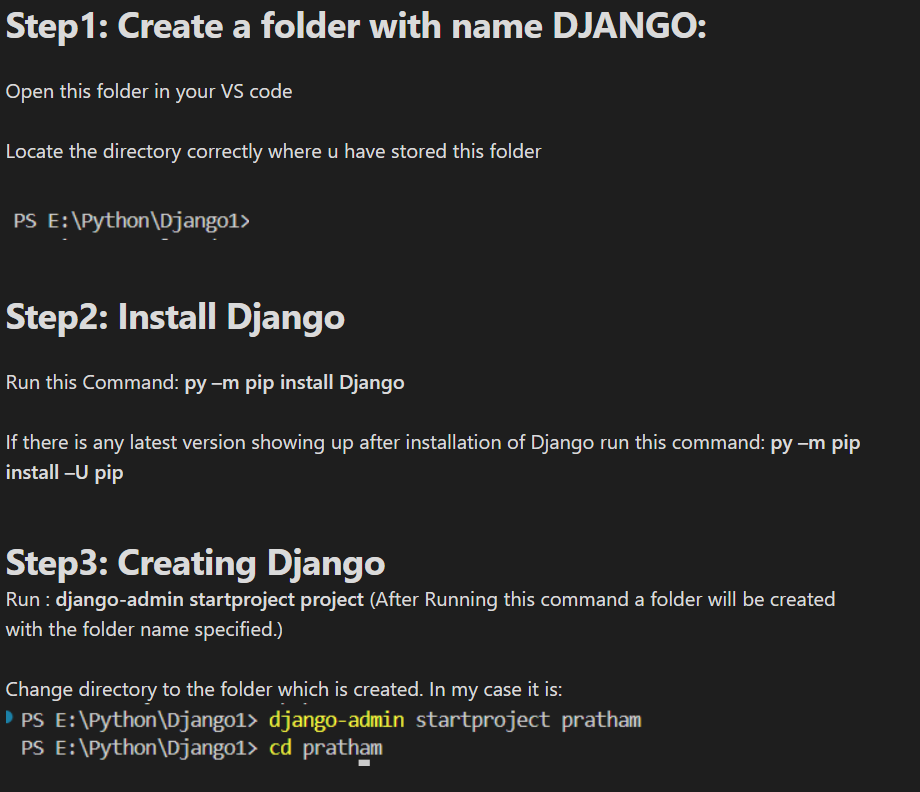 Step1: Create a folder with name DJANGO:
Open this folder in your VS code
Locate the directory correctly where u have stored this folder
PS E:\Python\Django1>
Step2: Install Django
Run this Command: py –m pip install Django
If there is any latest version showing up after installation of Django run this command: py –m pip
install –U pip
Step3: Creating Django
Run : django-admin startproject project (After Running this command a folder will be created
with the folder name specified.)
Change directory to the folder which is created. In my case it is:
PS E:\Python\Django1> django-admin startproject pratham
PS E:\Python\Django1> cd pratham